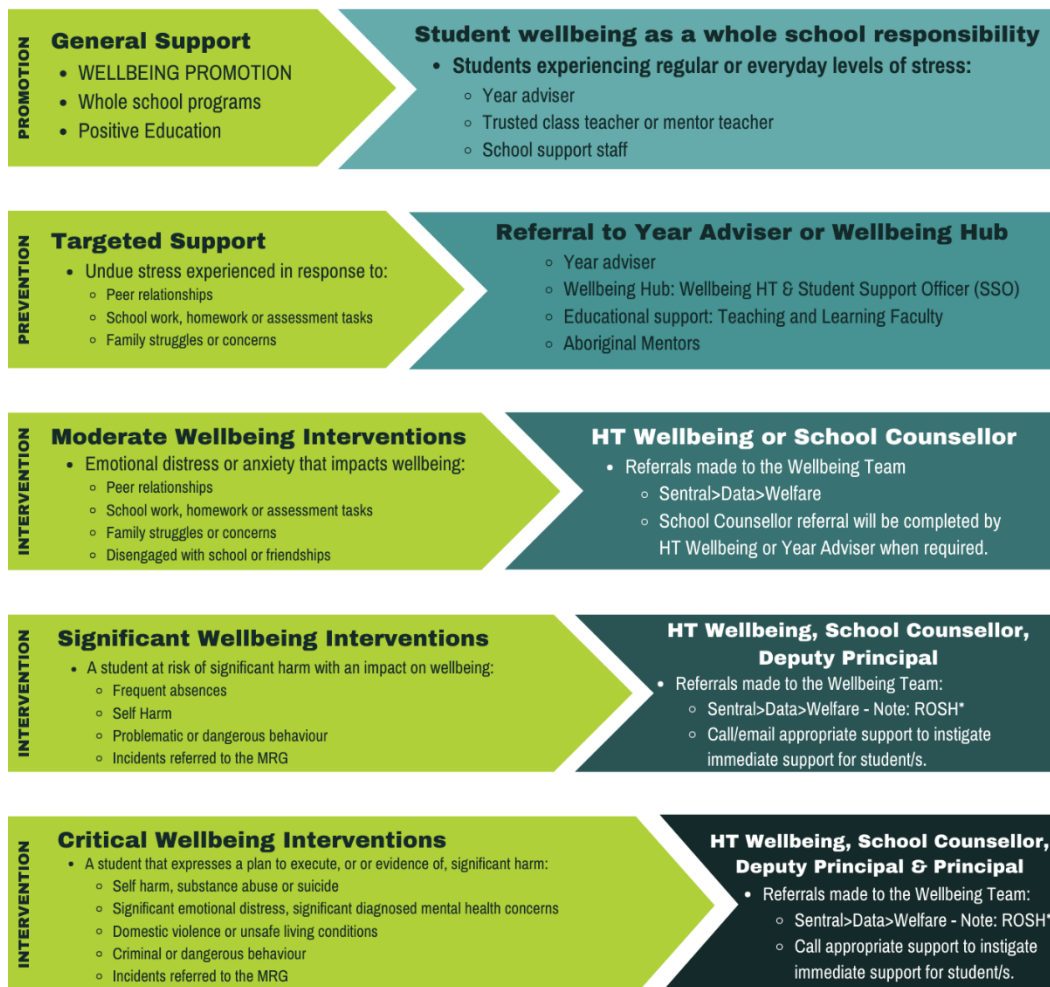 PROMOTION
General Support
• WELLBEING PROMOTION
• Whole school programs
• Positive Education
Student wellbeing as a whole school responsibility
• Students experiencing regular or everyday levels of stress:
○ Year adviser
○ Trusted class teacher or mentor teacher
○ School support staff
PREVENTION
Targeted Support
• Undue stress experienced in response to:
○ Peer relationships
○ School work, homework or assessment tasks
○ Family struggles or concerns
Referral to Year Adviser or Wellbeing Hub
○ Year adviser
○ Wellbeing Hub: Wellbeing HT & Student Support Officer (SSO)
○ Educational support: Teaching and Learning Faculty
○ Aboriginal Mentors
INTERVENTION
Moderate Wellbeing Interventions
• Emotional distress or anxiety that impacts wellbeing:
○ Peer relationships
○ School work, homework or assessment tasks
○ Family struggles or concerns
○ Disengaged with school or friendships
HT Wellbeing or School Counsellor
• Referrals made to the Wellbeing Team
○ Sentral>Data>Welfare
○ School Counsellor referral will be completed by
HT Wellbeing or Year Adviser when required.
INTERVENTION
Significant Wellbeing Interventions
• A student at risk of significant harm with an impact on wellbeing:
○ Frequent absences
○ Self Harm
○ Problematic or dangerous behaviour
○ Incidents referred to the MRG
HT Wellbeing, School Counsellor,
Deputy Principal
• Referrals made to the Wellbeing Team:
○ Sentral>Data>Welfare - Note: ROSH*
○ Call/email appropriate support to instigate
immediate support for student/s.
INTERVENTION
Critical Wellbeing Interventions
• A student that expresses a plan to execute, or or evidence of, significant harm:
○ Self harm, substance abuse or suicide
○ Significant emotional distress, significant diagnosed mental health concerns
○ Domestic violence or unsafe living conditions
○ Criminal or dangerous behaviour
○ Incidents referred to the MRG
HT Wellbeing, School Counsellor,
Deputy Principal & Principal
• Referrals made to the Wellbeing Team:
○ Sentral>Data>Welfare - Note: ROSH*
○ Call appropriate support to instigate
immediate support for student/s.